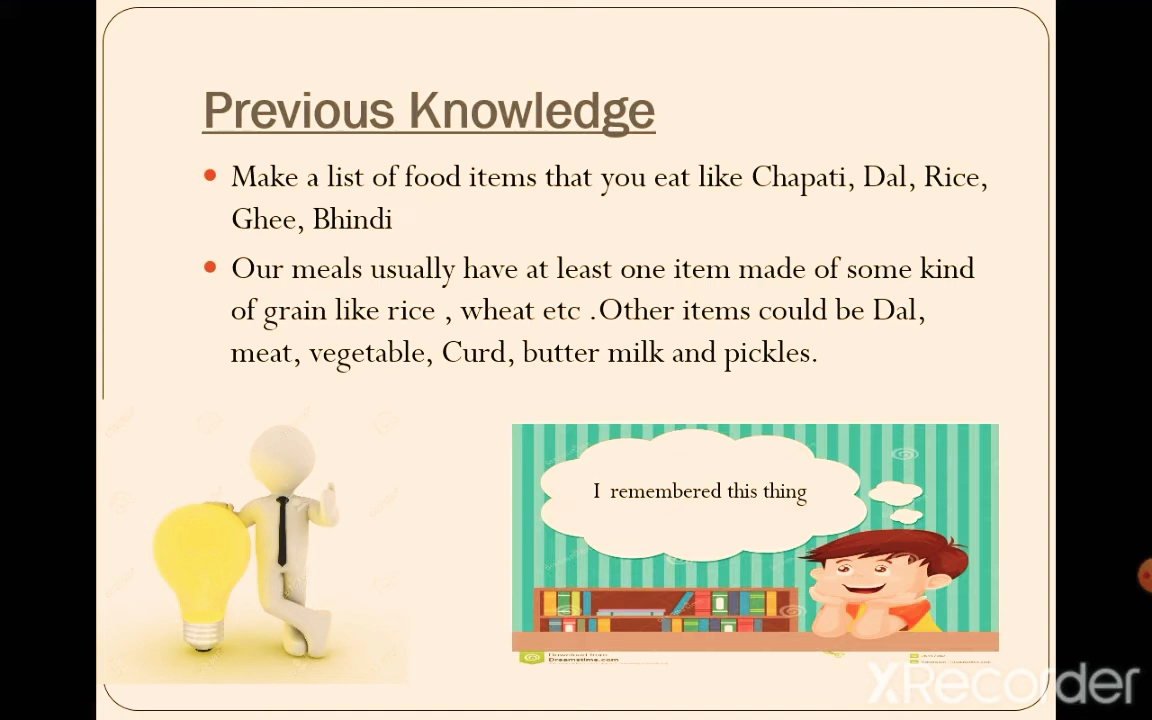 Previous Knowledge
Make a list of food items that you eat like Chapati, Dal, Rice,
Ghee, Bhindi
Our meals usually have at least one item made of some kind
of grain like rice , wheat etc .Other items could be Dal,
meat, vegetable, Curd, butter milk and pickles.
I remembered this thing
Download from
Dreamstime.com
XRecorder